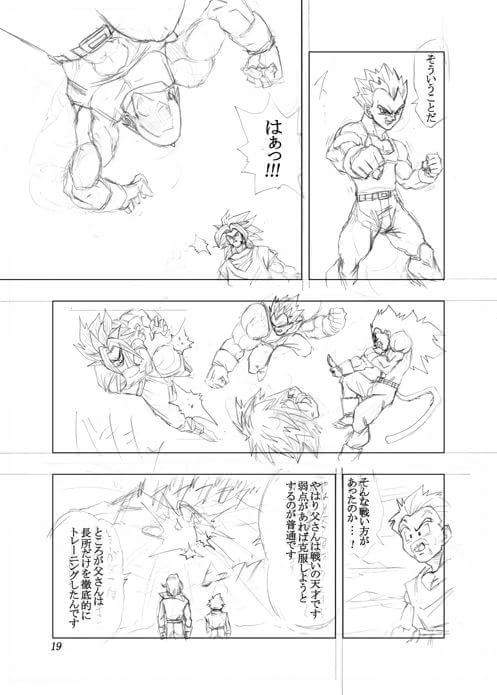 そういうことだ
はぁっ!!!
そんな戦い方が
あったのか…!
やはり父さんは戦いの天才です
弱点があれば克服しようと
するのが普通です
ところが父さんは
長所だけを徹底的に
トレーニングしたんです
19